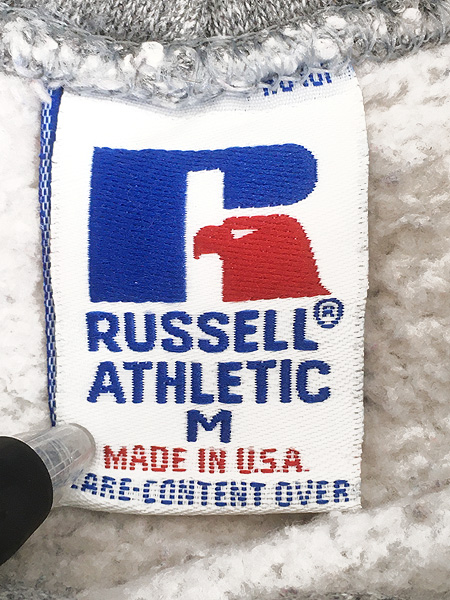 RUSSELL®
ATHLETIC
M
MADE IN U.S.A.
CARE-CONTENT OVER